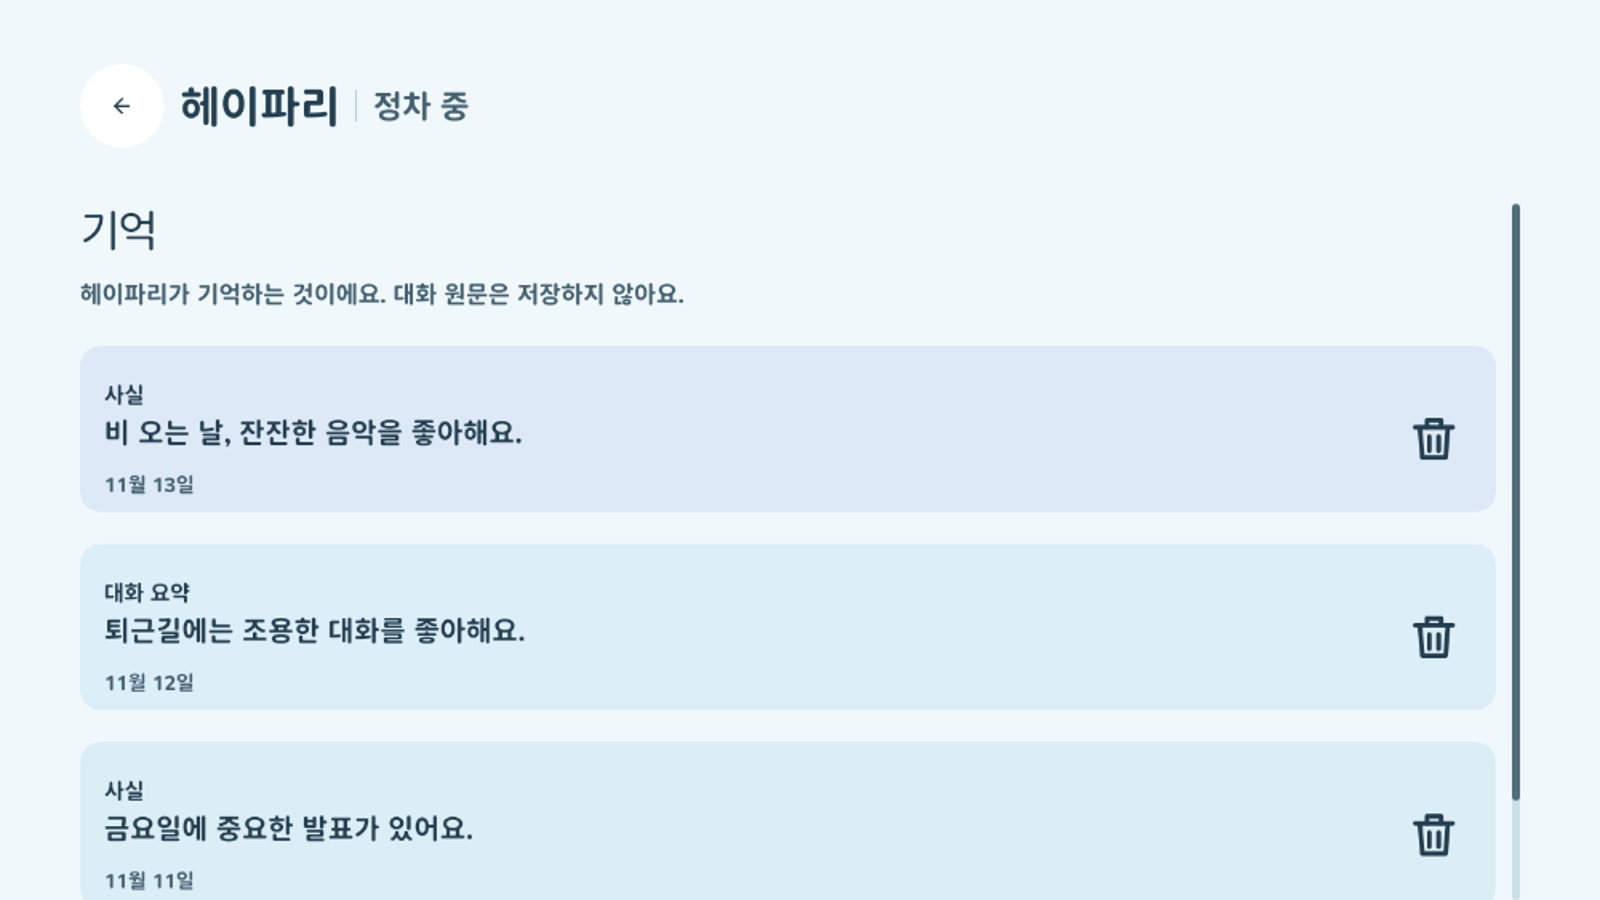 헤이파리 정차 중
기억
헤이파리가 기억하는 것이에요. 대화 원문은 저장하지 않아요.
사실
비 오는 날, 잔잔한 음악을 좋아해요.
11월 13일
대화 요약
퇴근길에는 조용한 대화를 좋아해요.
11월 12일
사실
금요일에 중요한 발표가 있어요.
11월 11일